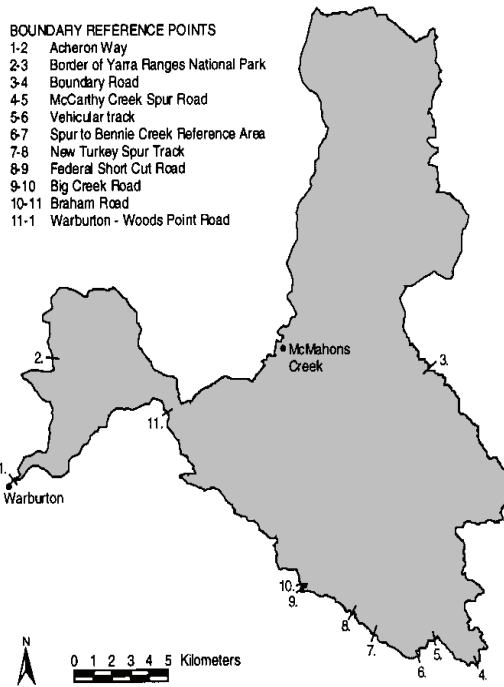 BOUNDARY REFERENCE POINTS
1-2 Acheron Way
2-3 Border of Yarra Ranges National Park
3-4 Boundary Road
4-5 McCarthy Creek Spur Road
5-6 Vehicular track
6-7 Spur to Bennie Creek Reference Area
7-8 New Turkey Spur Track
8-9 Federal Short Cut Road
9-10 Big Creek Road
10-11 Braham Road
11-1 Warburton - Woods Point Road
2.
McMahons
Creek
3.
11.
1.
Warburton
10.
9.
8.
7.
6.
5.
4.
N
0 1 2 3 4 5 Kilometers